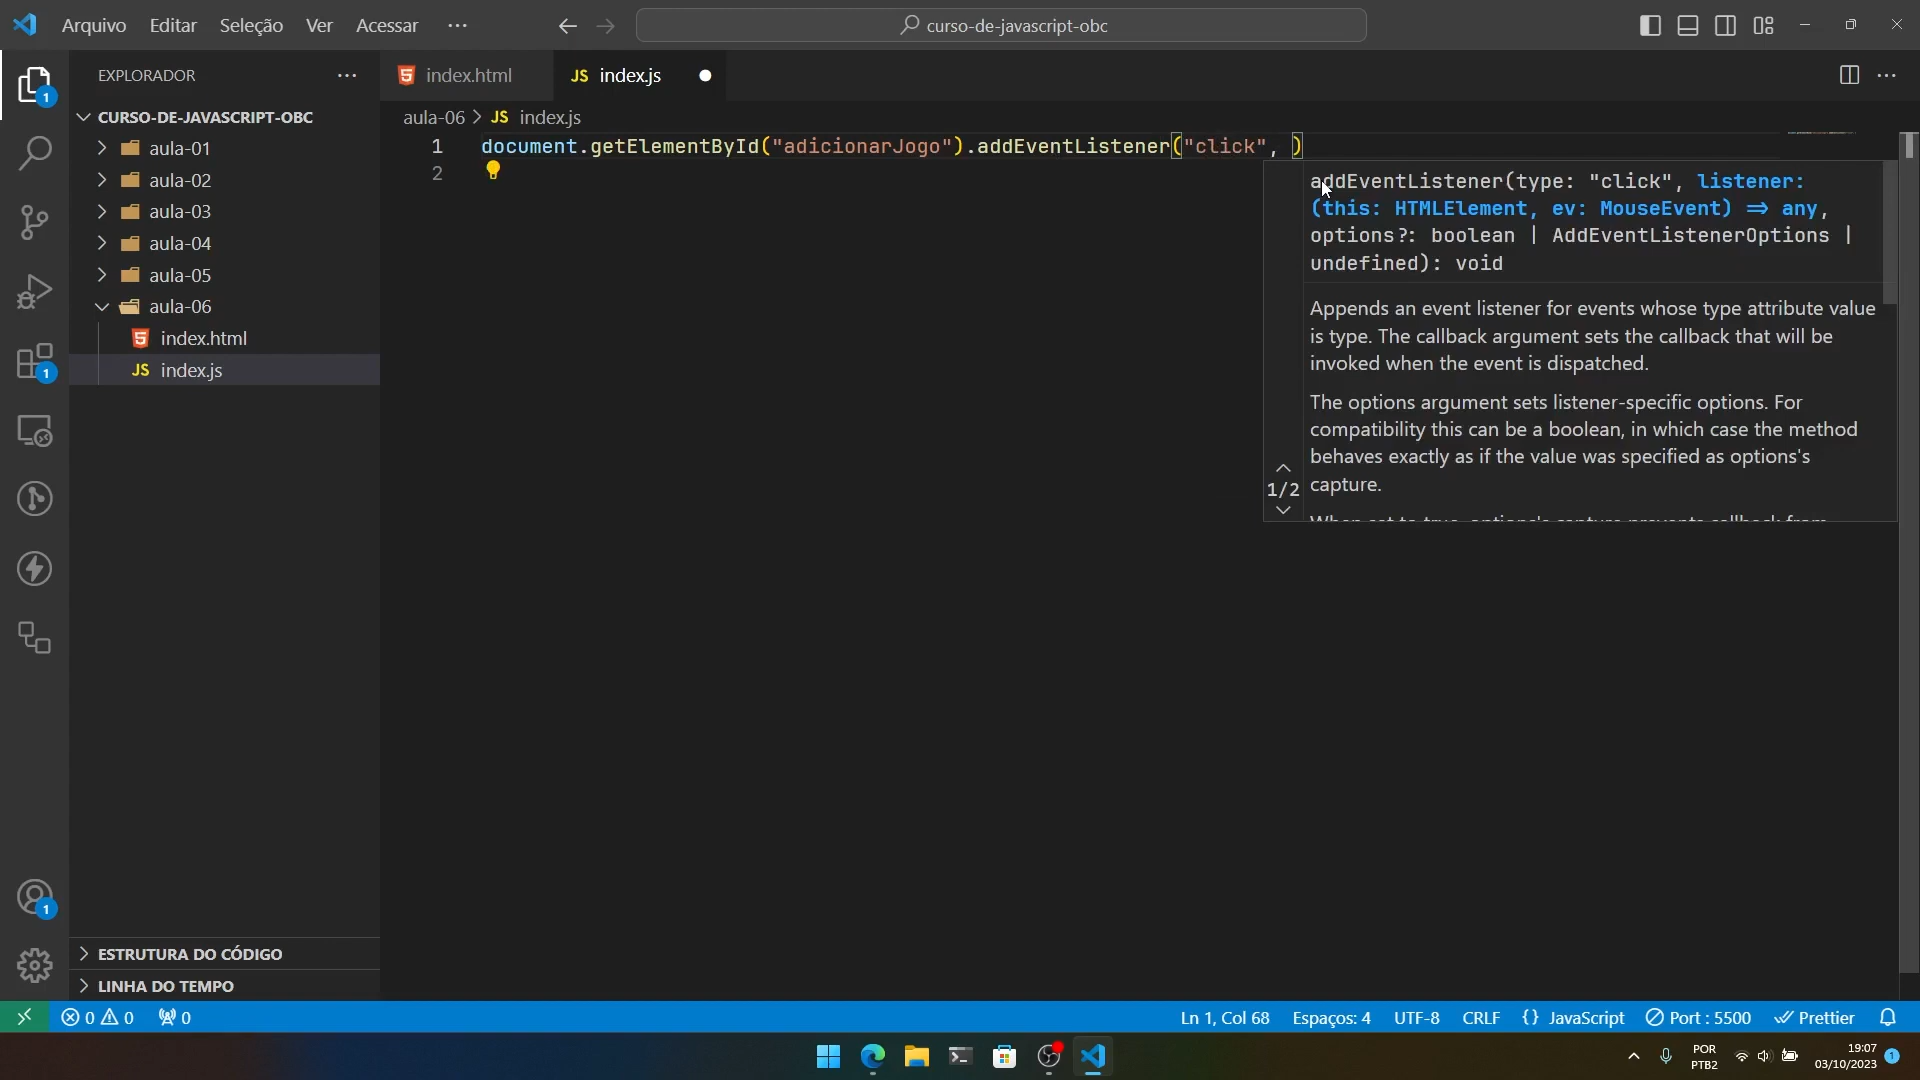 Arquivo Editar Seleção Ver Acessar ··· curso-de-javascript-obc
EXPLORADOR
CURSO-DE-JAVASCRIPT-OBC
aula-01
aula-02
aula-03
aula-04
aula-05
aula-06
index.html
JS index.js
ESTRUTURA DO CÓDIGO
LINHA DO TEMPO
1
1
1
index.html
JS index.js
aula-06 > JS index.js
1 document.getElementById("adicionarJogo").addEventListener("click", )
2
addEventListener(type: "click", listener:
(this: HTMLElement, ev: MouseEvent) => any,
options?: boolean | AddEventListenerOptions |
undefined): void
Appends an event listener for events whose type attribute value
is type. The callback argument sets the callback that will be
invoked when the event is dispatched.
The options argument sets listener-specific options. For
compatibility this can be a boolean, in which case the method
behaves exactly as if the value was specified as options's
capture.
1/2
0 0 0
Ln 1, Col 68 Espaços: 4 UTF-8 CRLF {} JavaScript Port : 5500 Prettier
POR
PTB2
19:07
03/10/2023
1